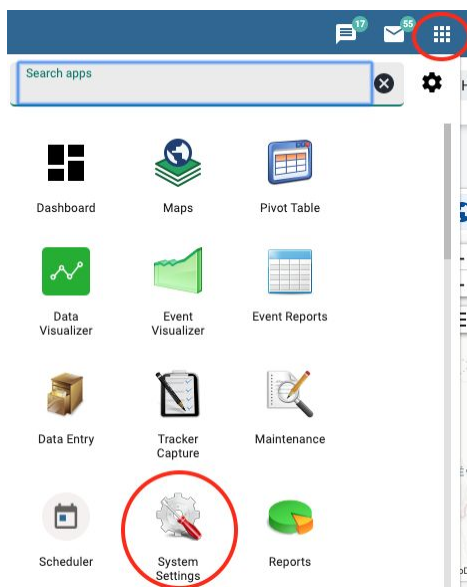 17
55
Search apps
Dashboard
Maps
Pivot Table
Data
Visualizer
Event
Visualizer
Event Reports
Data Entry
Tracker
Capture
Maintenance
Scheduler
System
Settings
Reports